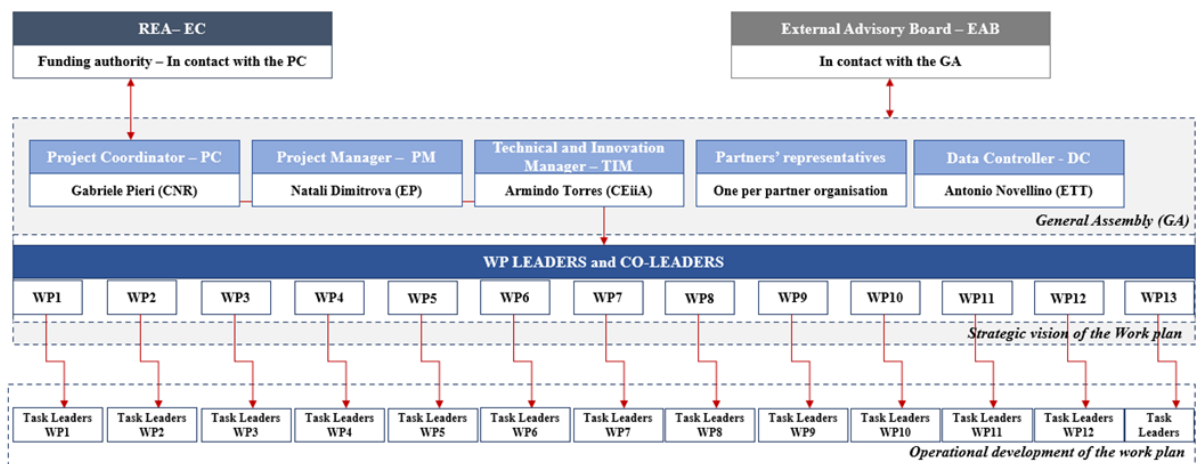 REA– EC
Funding authority – In contact with the PC
External Advisory Board – EAB
In contact with the GA
Project Coordinator – PC
Gabriele Pieri (CNR)
Project Manager – PM
Natali Dimitrova (EP)
Technical and Innovation
Manager – TIM
Armindo Torres (CEiiA)
Partners' representatives
One per partner organisation
Data Controller - DC
Antonio Novellino (ETT)
General Assembly (GA)
WP LEADERS and CO-LEADERS
WP1
WP2
WP3
WP4
WP5
WP6
WP7
WP8
WP9
WP10
WP11
WP12
WP13
Strategic vision of the Work plan
Task Leaders
WP1
Task Leaders
WP2
Task Leaders
WP3
Task Leaders
WP4
Task Leaders
WP5
Task Leaders
WP6
Task Leaders
WP7
Task Leaders
WP8
Task Leaders
WP9
Task Leaders
WP10
Task Leaders
WP11
Task Leaders
WP12
Task
Leaders
Operational development of the work plan